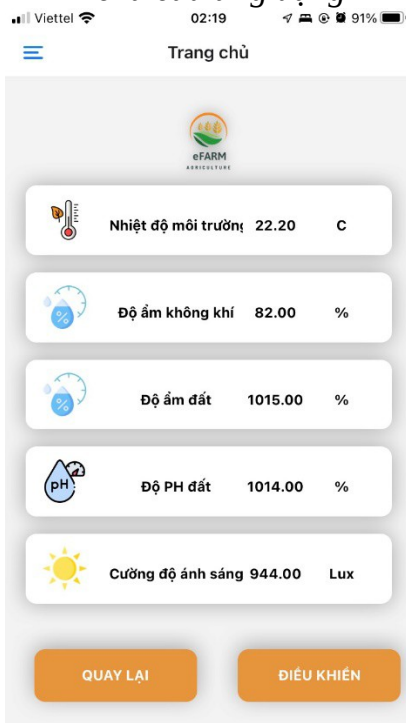 Viettel 02:19 91%
Trang chủ
eFARM
AGRICULTURE
Nhiệt độ môi trường 22.20 C
% Độ ẩm không khí 82.00 %
% Độ ẩm đất 1015.00 %
pH Độ PH đất 1014.00 %
Cường độ ánh sáng 944.00 Lux
QUAY LẠI ĐIỀU KHIỂN